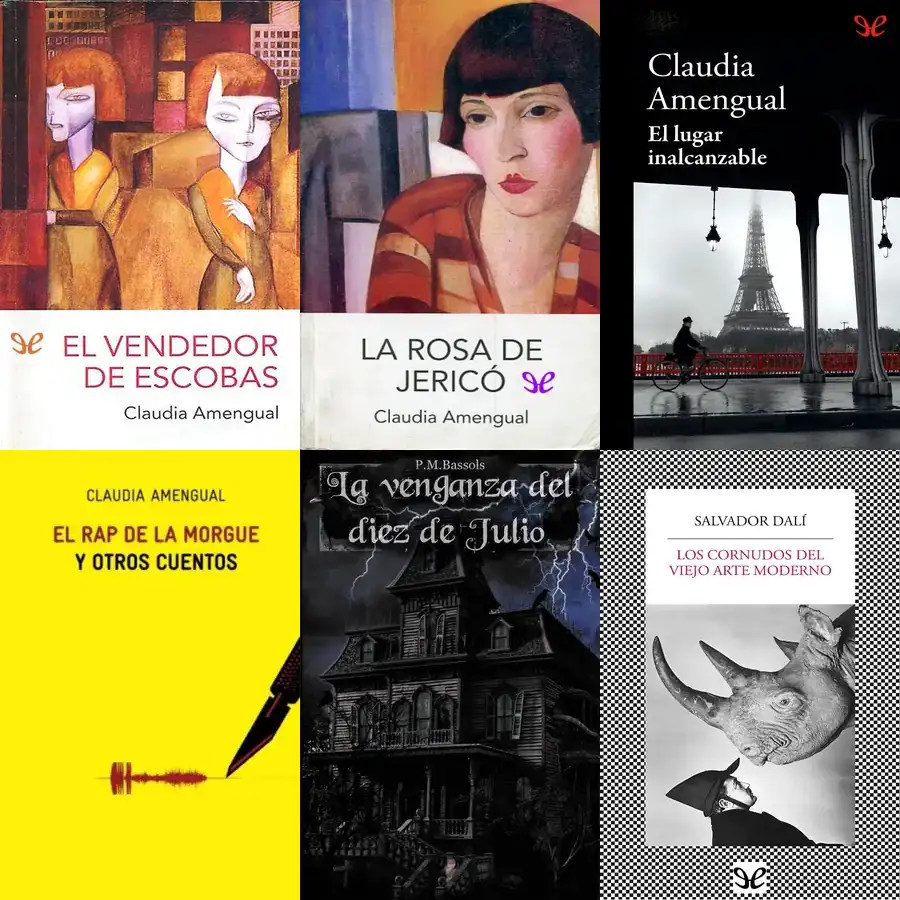 EL VENDEDOR
DE ESCOBAS
Claudia Amengual
LA ROSA DE
JERICÓ
Claudia Amengual
Claudia
Amengual
El lugar
inalcanzable
CLAUDIA AMENGUAL
EL RAP DE LA MORGUE
Y OTROS CUENTOS
P.M.Bassols
La venganza del
diez de Julio
SALVADOR DALÍ
LOS CORNUDOS DEL
VIEJO ARTE MODERNO